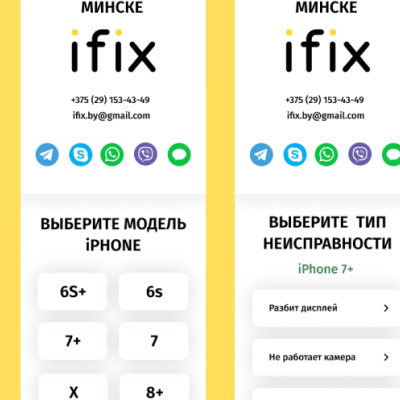 МИНСКЕ
ifix
+375 (29) 153-43-49
ifix.by@gmail.com
ВЫБЕРИТЕ МОДЕЛЬ
iPHONE
6S+
6s
7+
7
X
8+
МИНСКЕ
ifix
+375 (29) 153-43-49
ifix.by@gmail.com
ВЫБЕРИТЕ ТИП
НЕИСПРАВНОСТИ
iPhone 7+
Разбит дисплей
Не работает камера